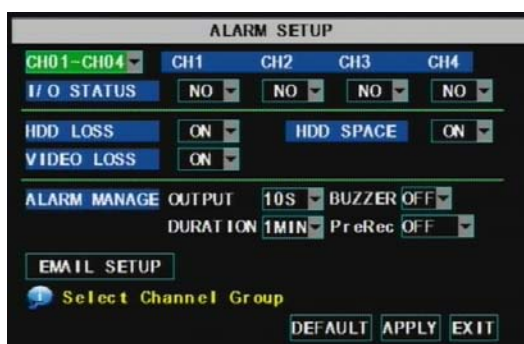 ALARM SETUP
CH01-CH04 CH1 CH2 CH3 CH4
I/O STATUS NO NO NO NO
HDD LOSS ON HDD SPACE ON
VIDEO LOSS ON
ALARM MANAGE OUTPUT 10S BUZZER OFF
DURATION 1MIN PreRec OFF
EMAIL SETUP
Select Channel Group
DEFAULT APPLY EXIT